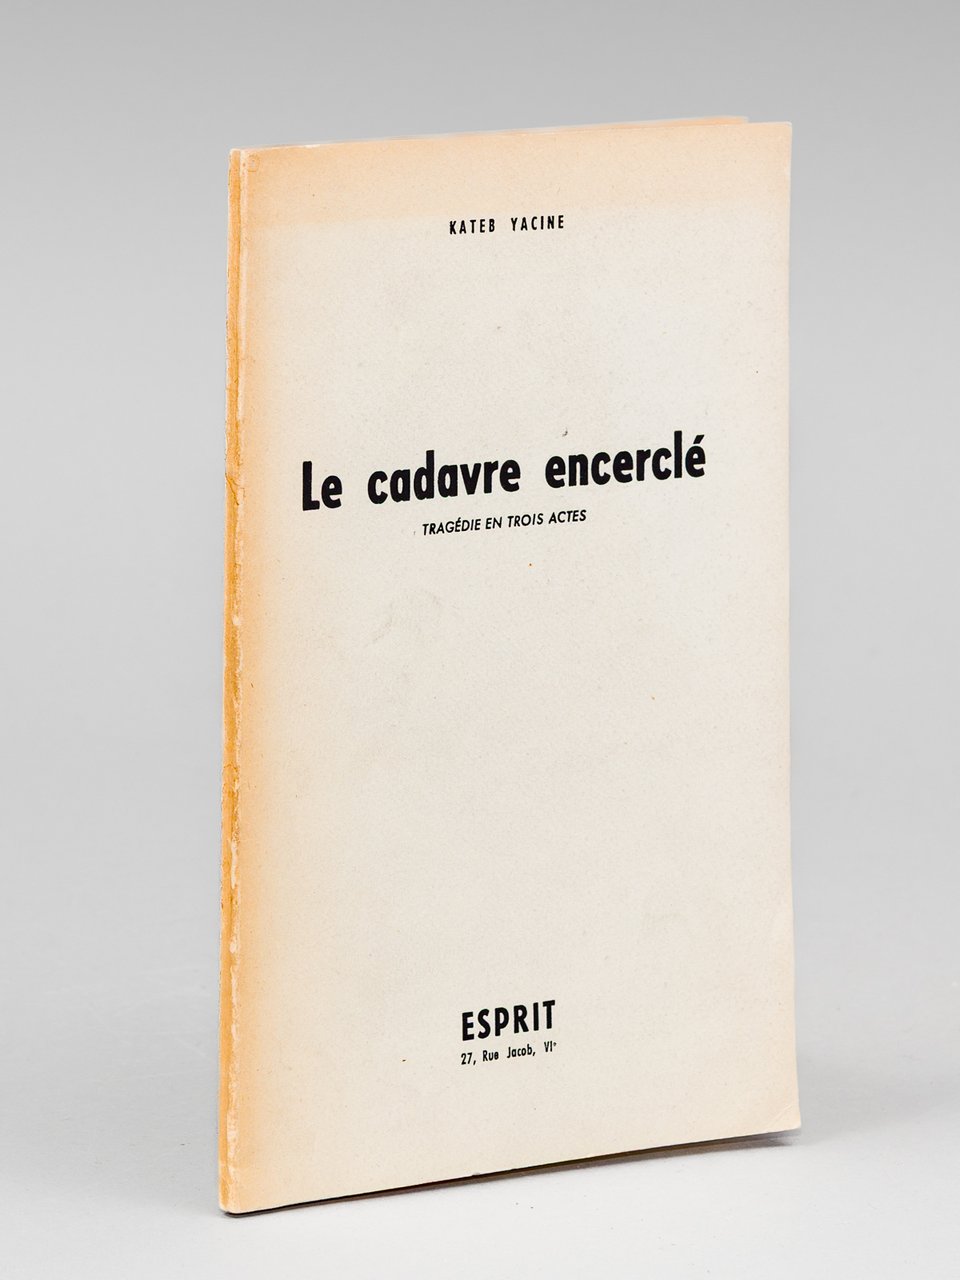 KATEB YACINE
Le cadavre encerclé
TRAGÉDIE EN TROIS ACTES
ESPRIT
27, Rue Jacob, VIe